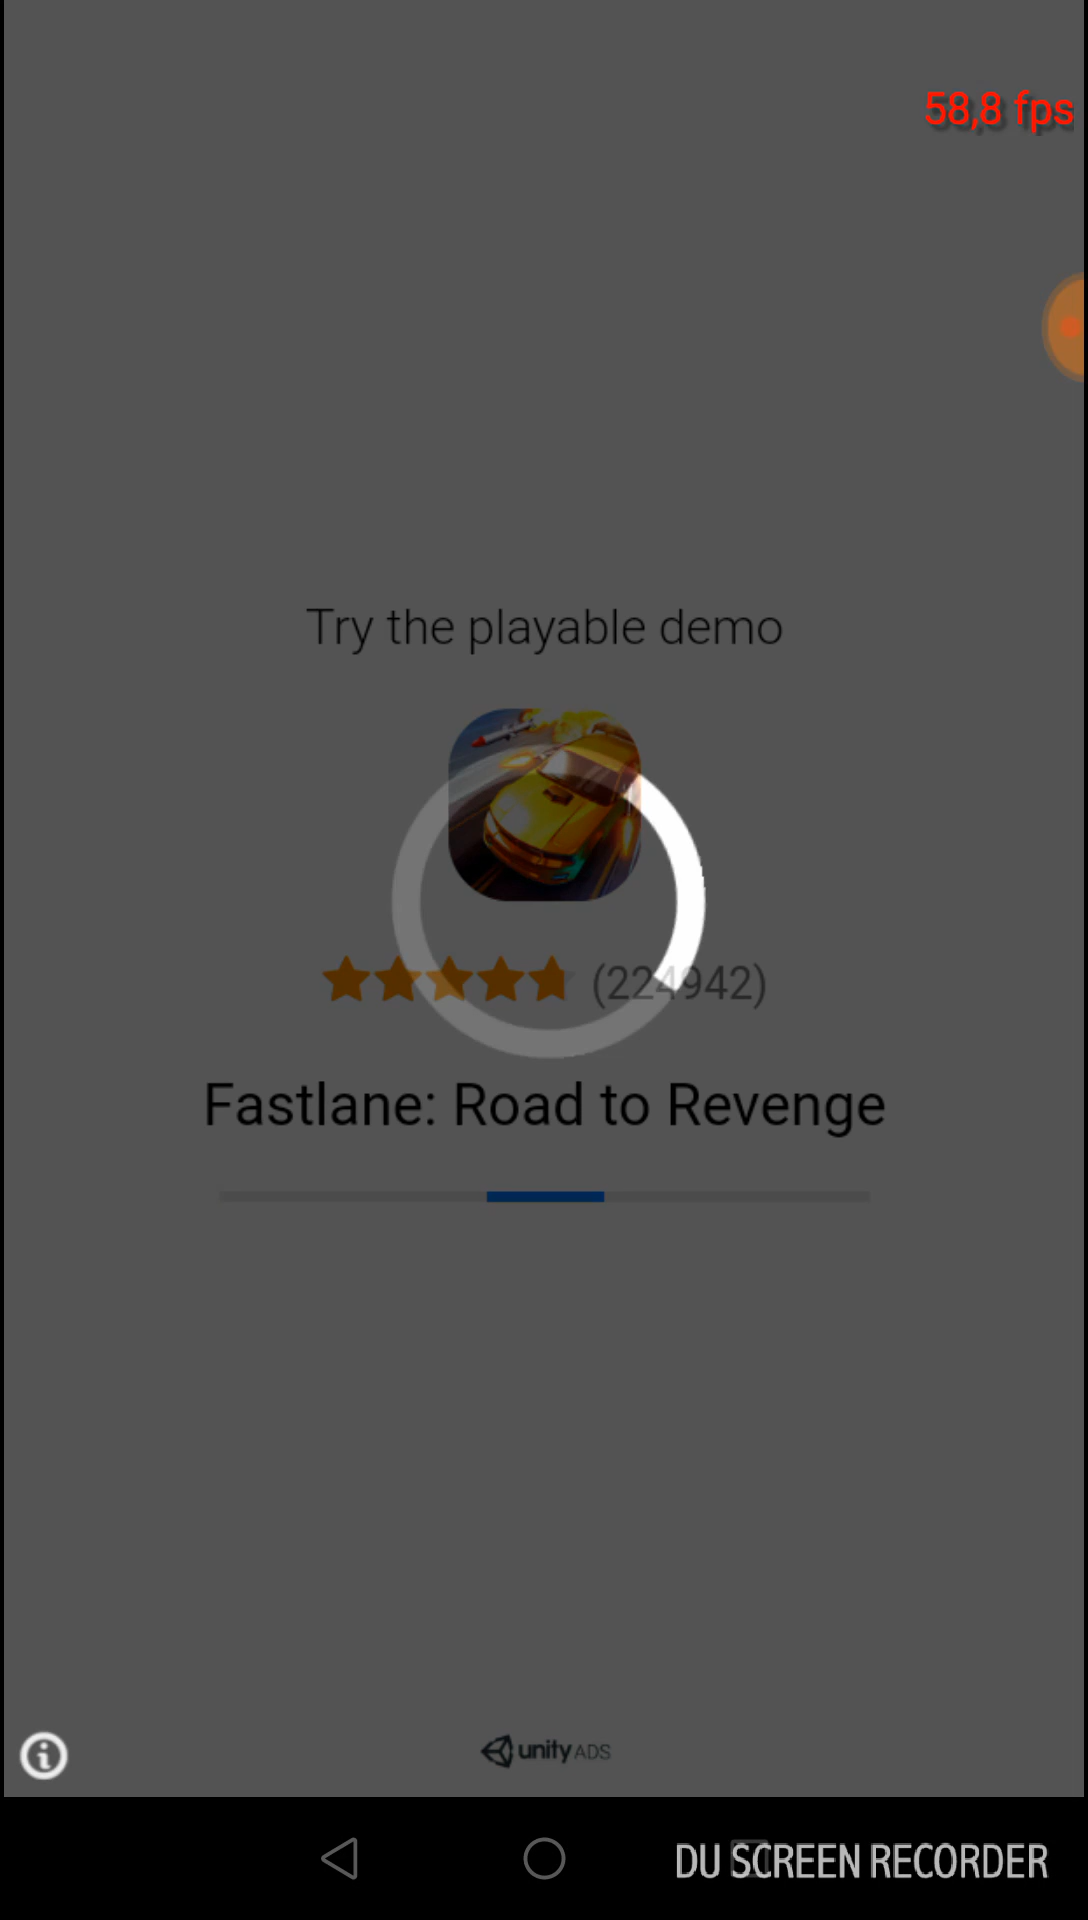 58,8 fps
Try the playable demo
(224942)
Fastlane: Road to Revenge
unity ADS
DU SCREEN RECORDER